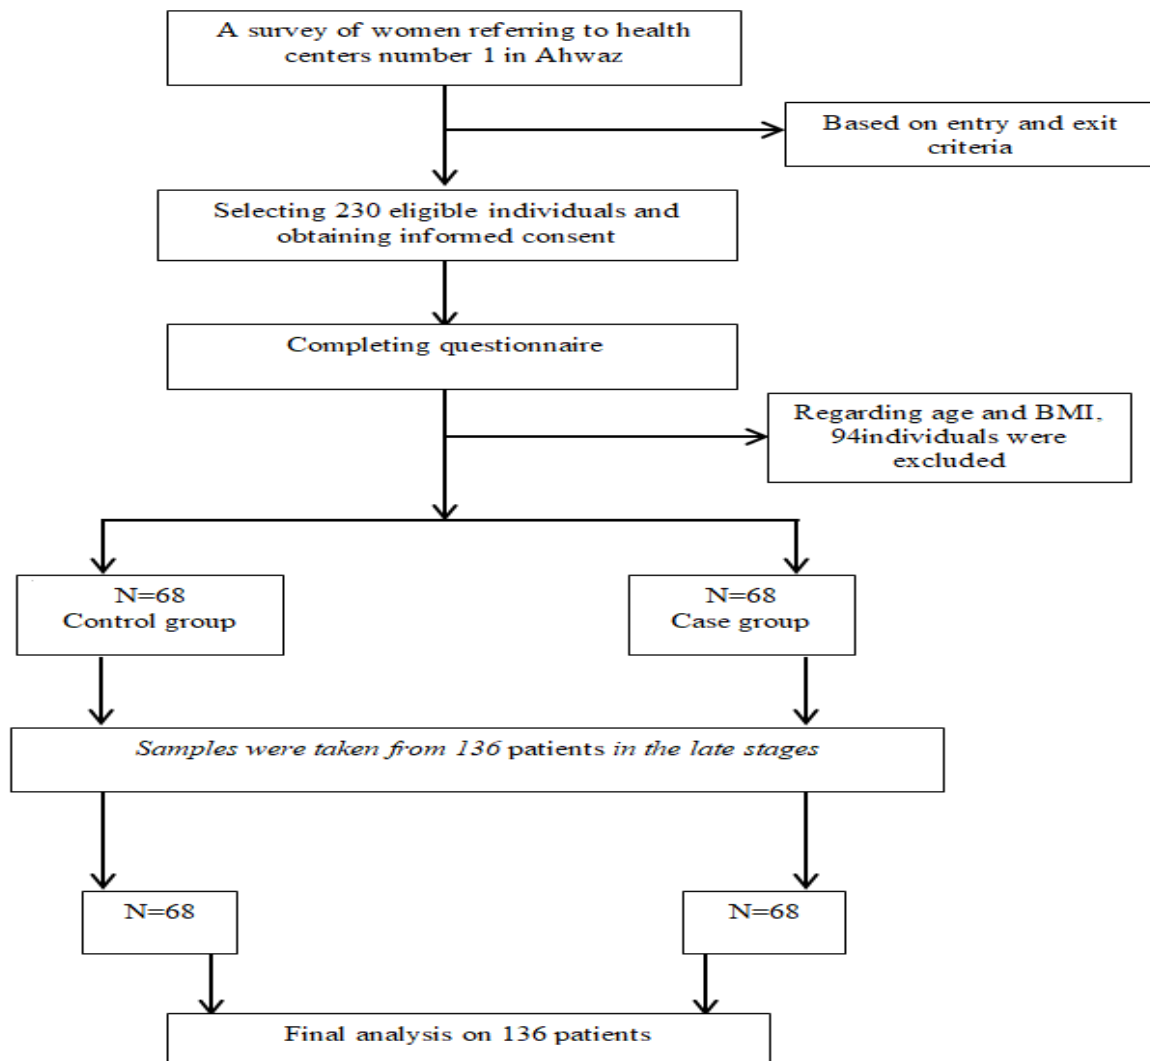 A survey of women referring to health
centers number 1 in Ahwaz
Based on entry and exit
criteria
Selecting 230 eligible individuals and
obtaining informed consent
Completing questionnaire
Regarding age and BMI,
94individuals were
excluded
N=68
Control group
N=68
Case group
Samples were taken from 136 patients in the late stages
N=68
N=68
Final analysis on 136 patients